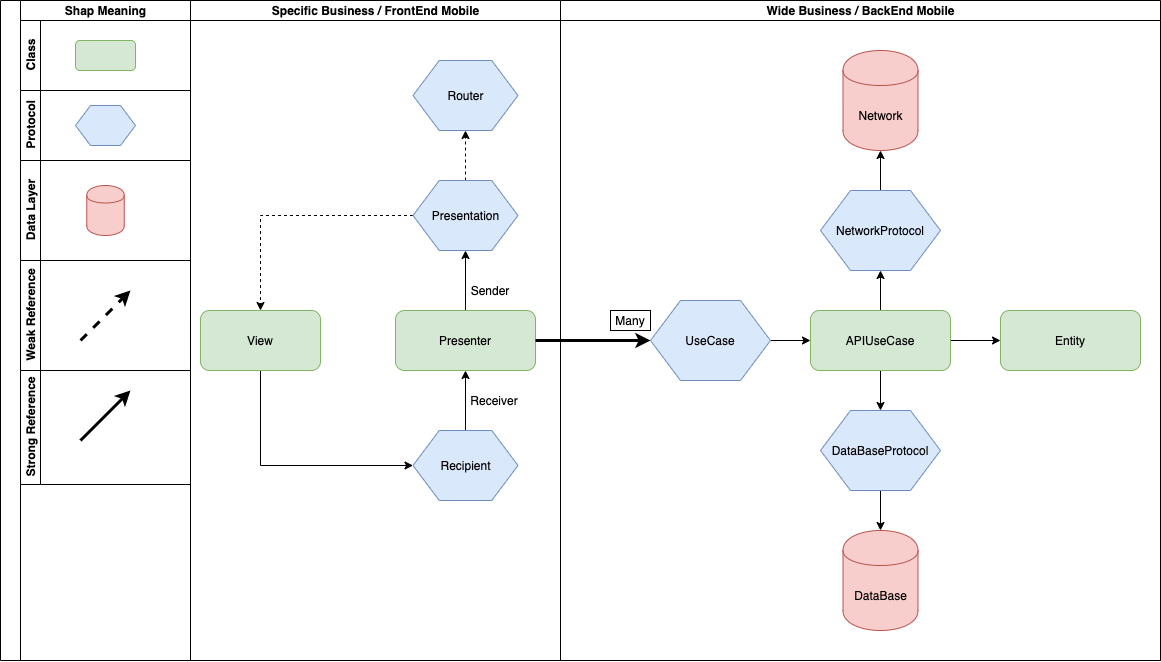 Shap Meaning
Specific Business / FrontEnd Mobile
Wide Business / BackEnd Mobile
Class
Protocol
Data Layer
Weak Reference
Strong Reference
Router
Presentation
Sender
View
Presenter
Receiver
Recipient
Many
UseCase
Network
NetworkProtocol
APIUseCase
Entity
DataBaseProtocol
DataBase